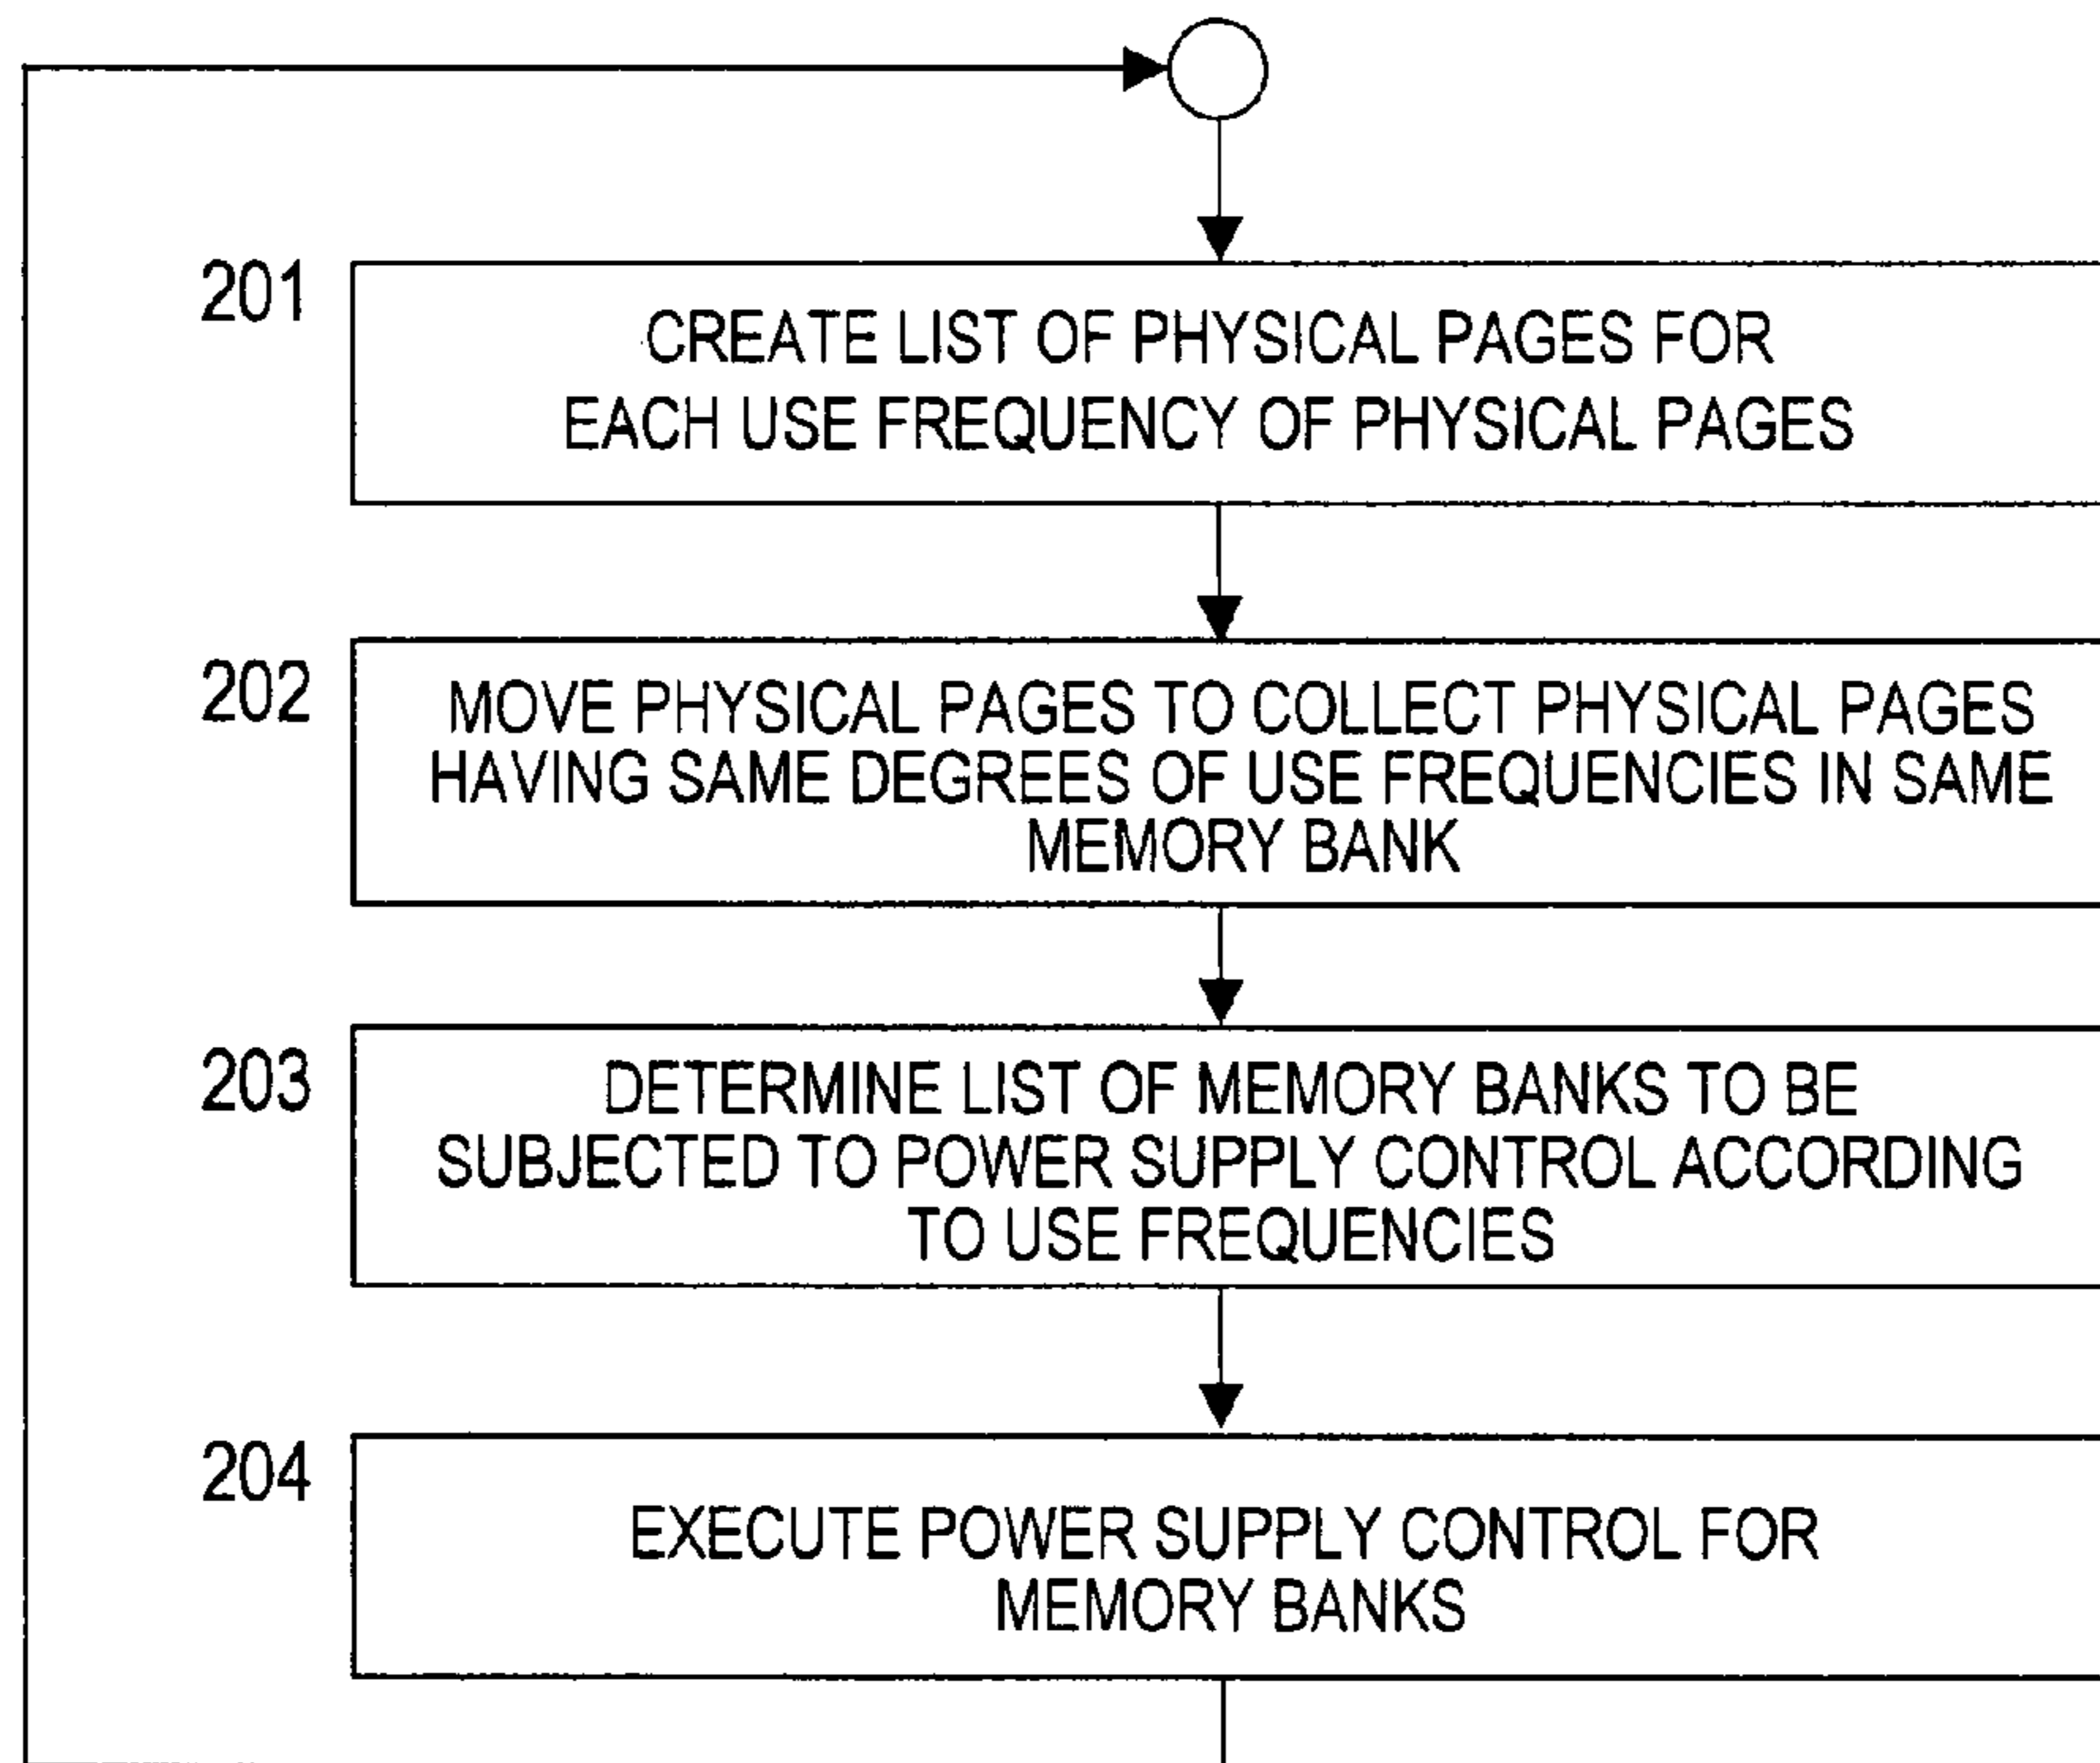 201
CREATE LIST OF PHYSICAL PAGES FOR
EACH USE FREQUENCY OF PHYSICAL PAGES
202
MOVE PHYSICAL PAGES TO COLLECT PHYSICAL PAGES
HAVING SAME DEGREES OF USE FREQUENCIES IN SAME
MEMORY BANK
203
DETERMINE LIST OF MEMORY BANKS TO BE
SUBJECTED TO POWER SUPPLY CONTROL ACCORDING
TO USE FREQUENCIES
204
EXECUTE POWER SUPPLY CONTROL FOR
MEMORY BANKS